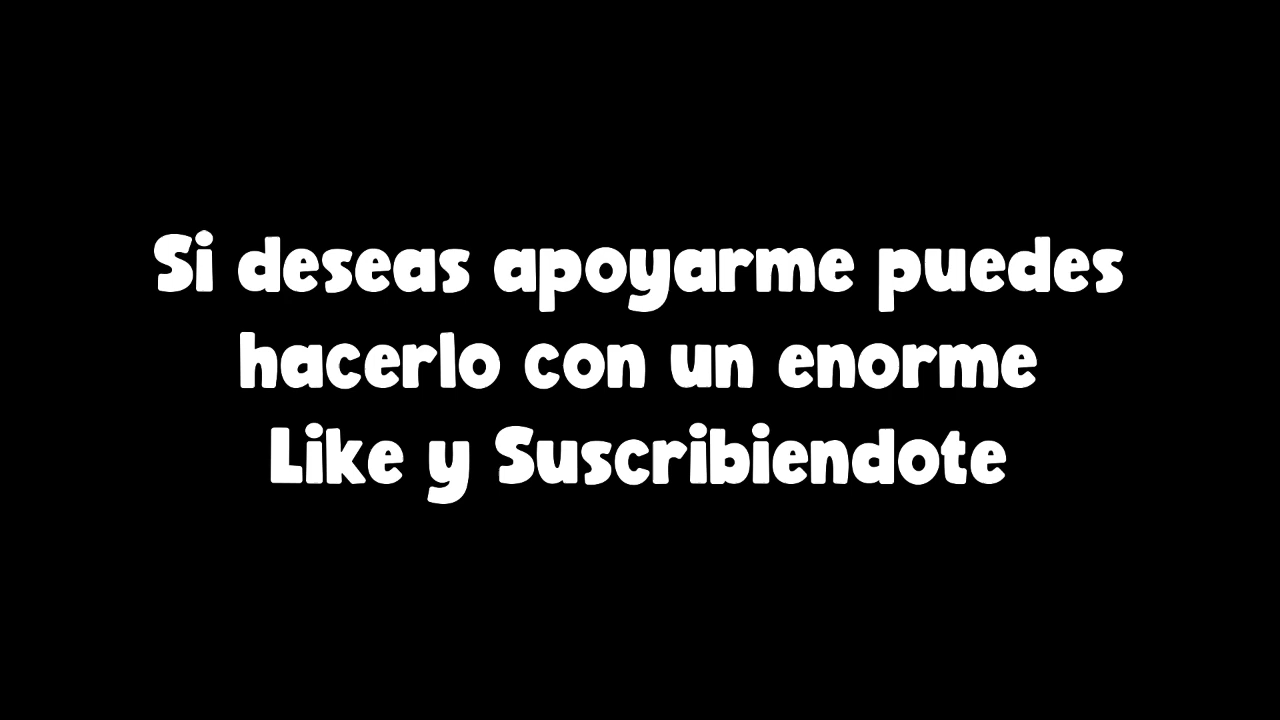 Si deseas apoyarme puedes
hacerlo con un enorme
Like y Suscribiendote